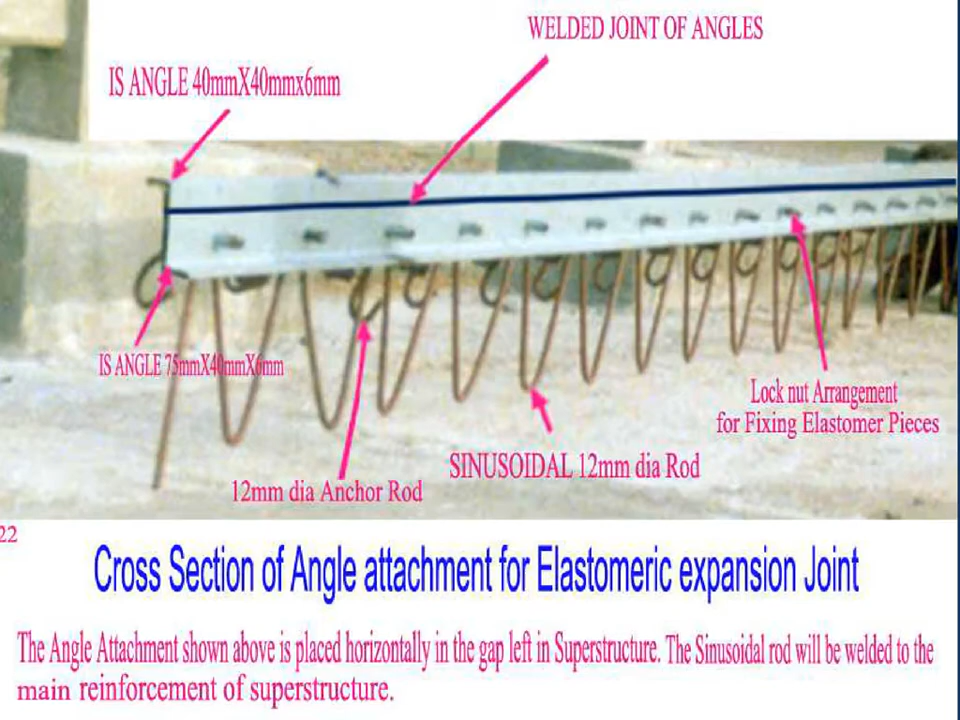 WELDED JOINT OF ANGLES
IS ANGLE 40mmX40mmx6mm
IS ANGLE 75mmX40mmX6mm
Lock nut Arrangement
for Fixing Elastomer Pieces
SINUSOIDAL 12mm dia Rod
12mm dia Anchor Rod
22
Cross Section of Angle attachment for Elastomeric expansion Joint
The Angle Attachment shown above is placed horizontally in the gap left in Superstructure. The Sinusoidal rod will be welded to the
main reinforcement of superstructure.